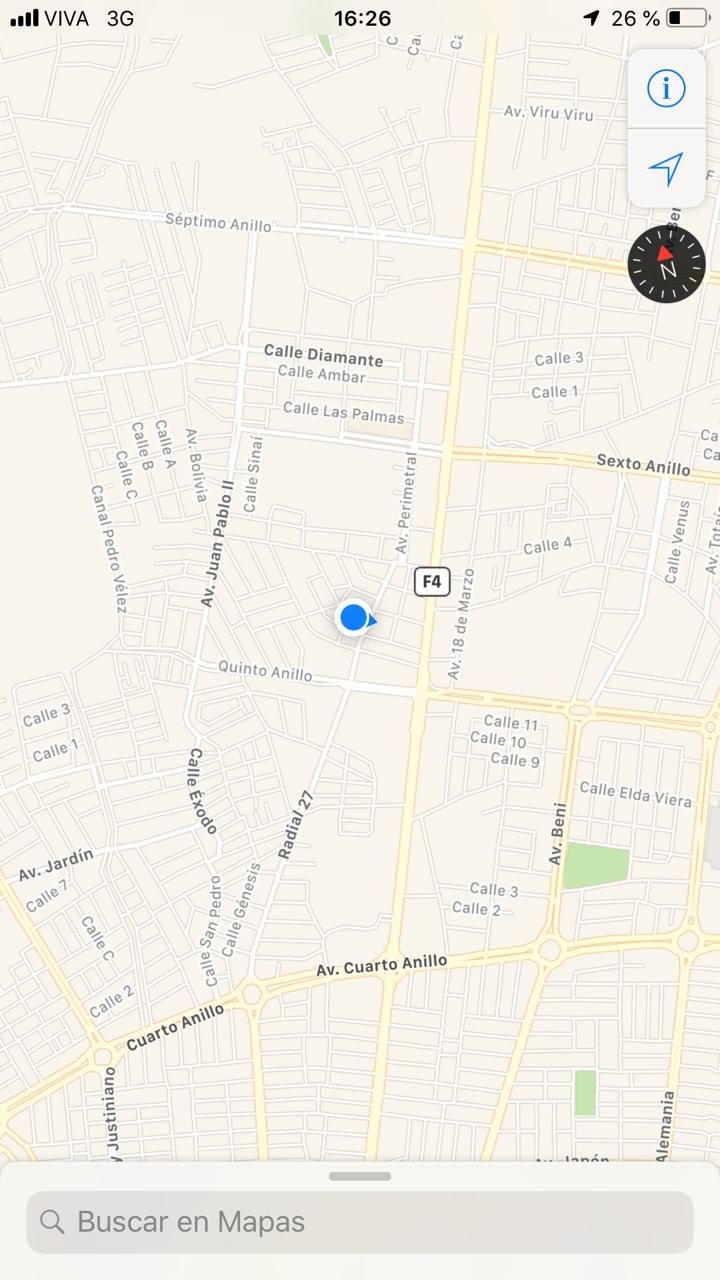 VIVA 3G 16:26 26 %
Av. Viru Viru
Séptimo Anillo
N
Calle Diamante
Calle Ambar
Calle 3
Calle 1
Calle Las Palmas
Sexto Anillo
Calle A
Calle B
Calle C
Av. Bolivia
Calle Sinaí
Av. Juan Pablo II
Canal Pedro Vélez
Av. Perimetral
Calle Venus
Calle 4
F4
Av. 18 de Marzo
Quinto Anillo
Calle 3
Calle 1
Calle 11
Calle 10
Calle 9
Calle Elda Viera
Calle Éxodo
Radial 27
Av. Beni
Av. Jardín
Calle 7
Calle C
Calle San Pedro
Calle Génesis
Calle 3
Calle 2
Av. Cuarto Anillo
Calle 2
Cuarto Anillo
Justiniano
Alemania
Buscar en Mapas